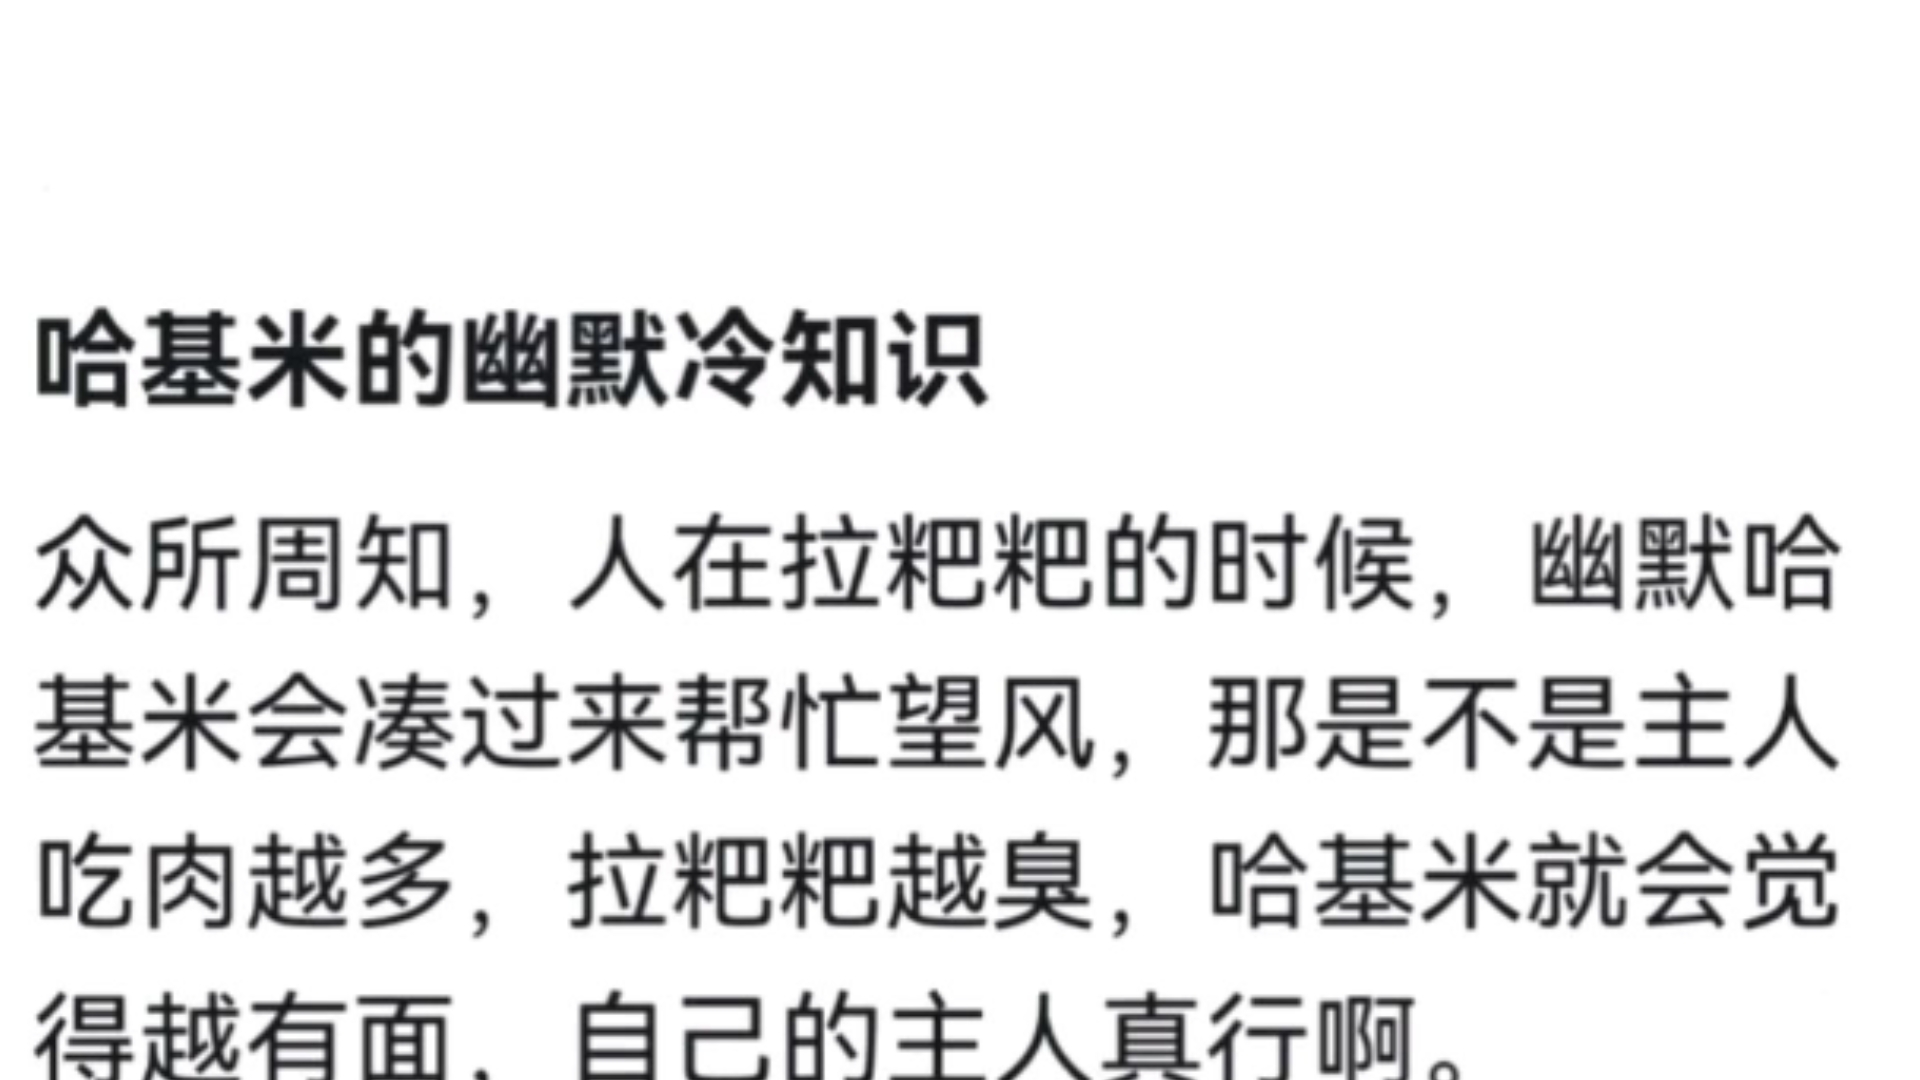 哈基米的幽默冷知识
众所周知，人在拉粑粑的时候，幽默哈
基米会凑过来帮忙望风，那是不是主人
吃肉越多，拉粑粑越臭，哈基米就会觉
得越有面，自己的主人真行啊。